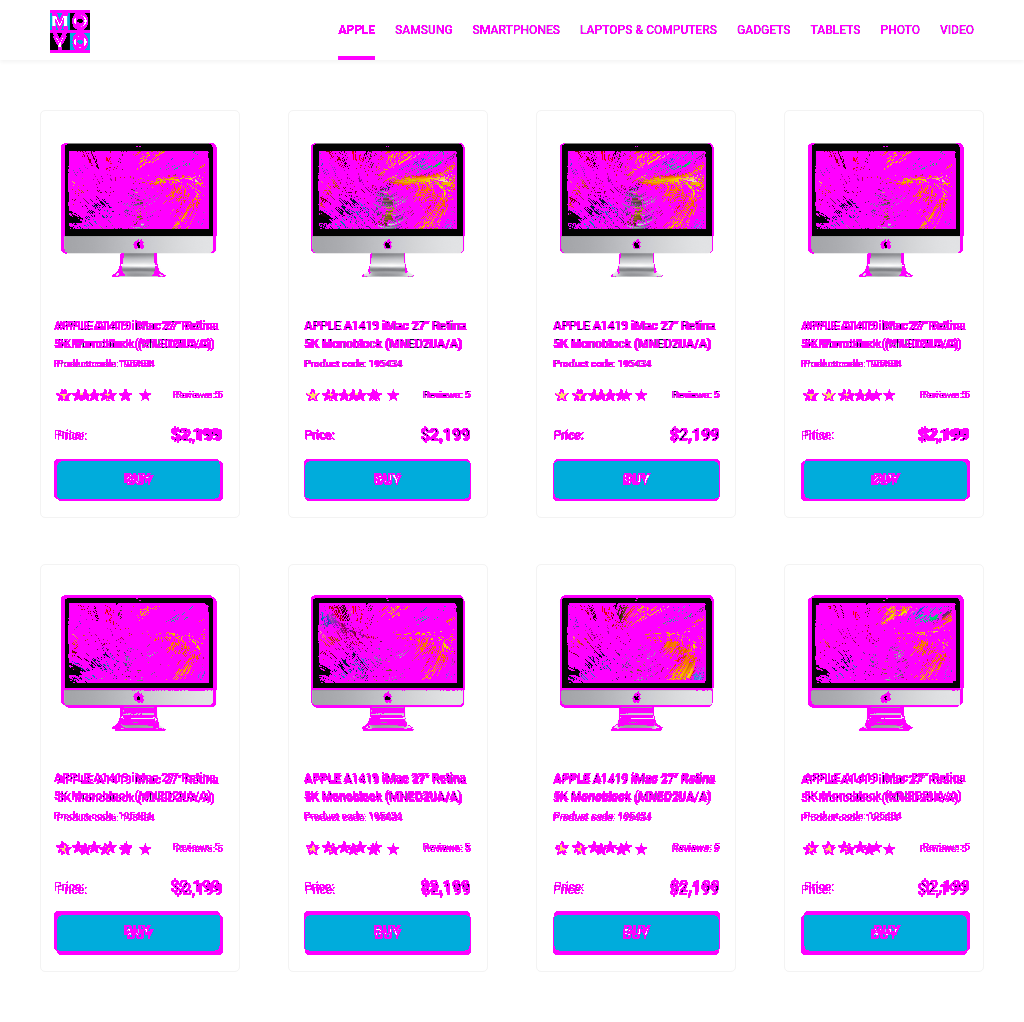 MOYO
APPLE SAMSUNG SMARTPHONES LAPTOPS & COMPUTERS GADGETS TABLETS PHOTO VIDEO
APPLE A1419 iMac 27" Retina
5K Monoblock (MNED2UA/A)
Product code: 195434
Reviews: 5
Price: $2,199
BUY
APPLE A1419 iMac 27" Retina
5K Monoblock (MNED2UA/A)
Product code: 195434
Reviews: 5
Price: $2,199
BUY
APPLE A1419 iMac 27" Retina
5K Monoblock (MNED2UA/A)
Product code: 195434
Reviews: 5
Price: $2,199
BUY
APPLE A1419 iMac 27" Retina
5K Monoblock (MNED2UA/A)
Product code: 195434
Reviews: 5
Price: $2,199
BUY
APPLE A1419 iMac 27" Retina
5K Monoblock (MNED2UA/A)
Product code: 195434
Reviews: 5
Price: $2,199
BUY
APPLE A1419 iMac 27" Retina
5K Monoblock (MNED2UA/A)
Product code: 195434
Reviews: 5
Price: $2,199
BUY
APPLE A1419 iMac 27" Retina
5K Monoblock (MNED2UA/A)
Product code: 195434
Reviews: 5
Price: $2,199
BUY
APPLE A1419 iMac 27" Retina
5K Monoblock (MNED2UA/A)
Product code: 195434
Reviews: 5
Price: $2,199
BUY